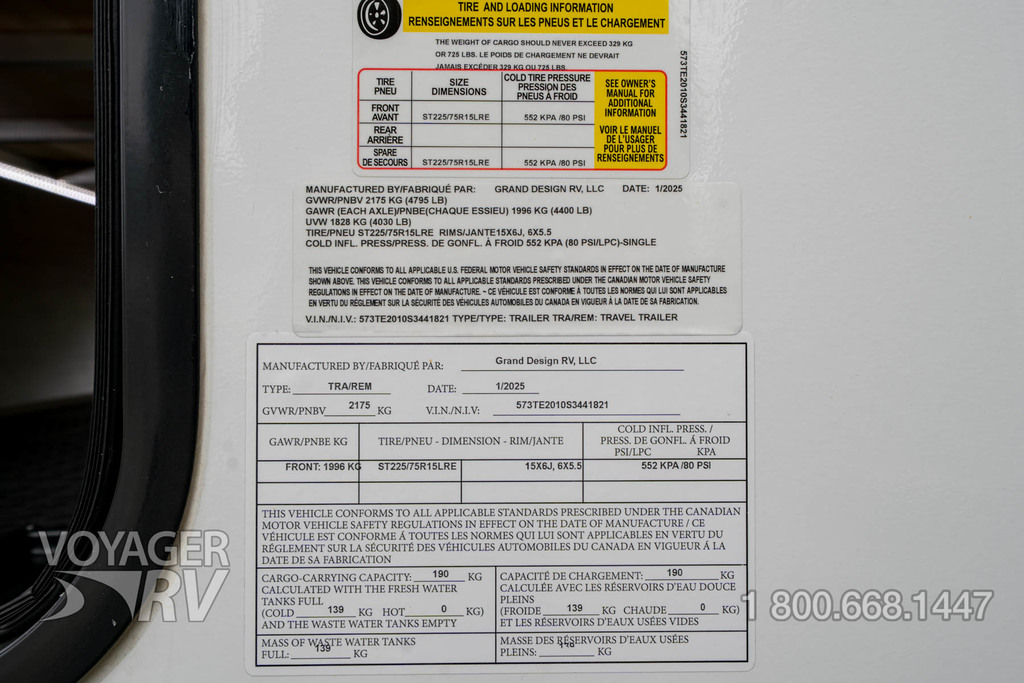 TIRE AND LOADING INFORMATION
RENSEIGNEMENTS SUR LES PNEUS ET LE CHARGEMENT
THE WEIGHT OF CARGO SHOULD NEVER EXCEED 329 KG
OR 725 LBS. LE POIDS DE CHARGEMENT NE DEVRAIT
JAMAIS EXCÉDER 329 KG OU 725 LBS.
TIRE PNEU SIZE DIMENSIONS COLD TIRE PRESSURE PRESSION DES PNEUS À FROID
FRONT AVANT ST225/75R15LRE 552 KPA /80 PSI
REAR ARRIÈRE
SPARE DE SECOURS ST225/75R15LRE 552 KPA /80 PSI
SEE OWNER'S
MANUAL FOR
ADDITIONAL
INFORMATION
VOIR LE MANUEL
DE L'USAGER
POUR PLUS DE
RENSEIGNEMENTS
573TE2010S3441821
MANUFACTURED BY/FABRIQUÉ PAR: GRAND DESIGN RV, LLC DATE: 1/2025
GVWR/PNBV 2175 KG (4795 LB)
GAWR (EACH AXLE)/PNBE(CHAQUE ESSIEU) 1996 KG (4400 LB)
UVW 1828 KG (4030 LB)
TIRE/PNEU ST225/75R15LRE RIMS/JANTE15X6J, 6X5.5
COLD INFL. PRESS/PRESS. DE GONFL. À FROID 552 KPA (80 PSI/LPC)-SINGLE
THIS VEHICLE CONFORMS TO ALL APPLICABLE U.S. FEDERAL MOTOR VEHICLE SAFETY STANDARDS IN EFFECT ON THE DATE OF MANUFACTURE
SHOWN ABOVE. THIS VEHICLE CONFORMS TO ALL APPLICABLE STANDARDS PRESCRIBED UNDER THE CANADIAN MOTOR VEHICLE SAFETY
REGULATIONS IN EFFECT ON THE DATE OF MANUFACTURE. ~ CE VÉHICULE EST CONFORME À TOUTES LES NORMES QUI LUI SONT APPLICABLES
EN VERTU DU RÉGLEMENT SUR LA SÉCURITÉ DES VÉHICULES AUTOMOBILES DU CANADA EN VIGUEUR À LA DATE DE SA FABRICATION.
V.I.N./N.I.V.: 573TE2010S3441821 TYPE/TYPE: TRAILER TRA/REM: TRAVEL TRAILER
MANUFACTURED BY/FABRIQUÉ PÀR: Grand Design RV, LLC
TYPE: TRA/REM DATE: 1/2025
GVWR/PNBV 2175 KG V.I.N./N.I.V: 573TE2010S3441821
GAWR/PNBE KG TIRE/PNEU - DIMENSION - RIM/JANTE COLD INFL. PRESS. / PRESS. DE GONFL. Á FROID PSI/LPC KPA
FRONT: 1996 KG ST225/75R15LRE 15X6J, 6X5.5 552 KPA /80 PSI
THIS VEHICLE CONFORMS TO ALL APPLICABLE STANDARDS PRESCRIBED UNDER THE CANADIAN
MOTOR VEHICLE SAFETY REGULATIONS IN EFFECT ON THE DATE OF MANUFACTURE / CE
VÉHICULE EST CONFORME Á TOUTES LES NORMES QUI LUI SONT APPLICABLES EN VERTU DU
RÉGLEMENT SUR LA SÉCURITÉ DES VÉHICULES AUTOMOBILES DU CANADA EN VIGUEUR Á LA
DATE DE SA FABRICATION
CARGO-CARRYING CAPACITY: 190 KG
CALCULATED WITH THE FRESH WATER
TANKS FULL
(COLD 139 KG HOT 0 KG)
AND THE WASTE WATER TANKS EMPTY
CAPACITÉ DE CHARGEMENT: 190 KG
CALCULÉE AVEC LES RÉSERVOIRS D'EAU DOUCE
PLEINS
(FROIDE 139 KG CHAUDE 0 KG)
ET LES RÉSERVOIRS D'EAUX USÉES VIDES
MASS OF WASTE WATER TANKS
FULL: 139 KG
MASSE DES RÉSERVOIRS D'EAUX USÉES
PLEINS: KG
VOYAGER
RV
1 800.668.1447